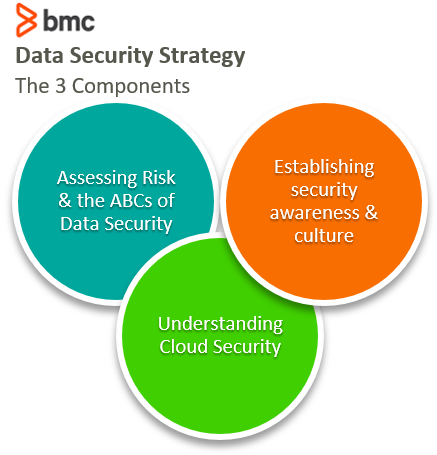 bmc
Data Security Strategy
The 3 Components
Assessing Risk
& the ABCs of
Data Security
Establishing
security
awareness &
culture
Understanding
Cloud Security